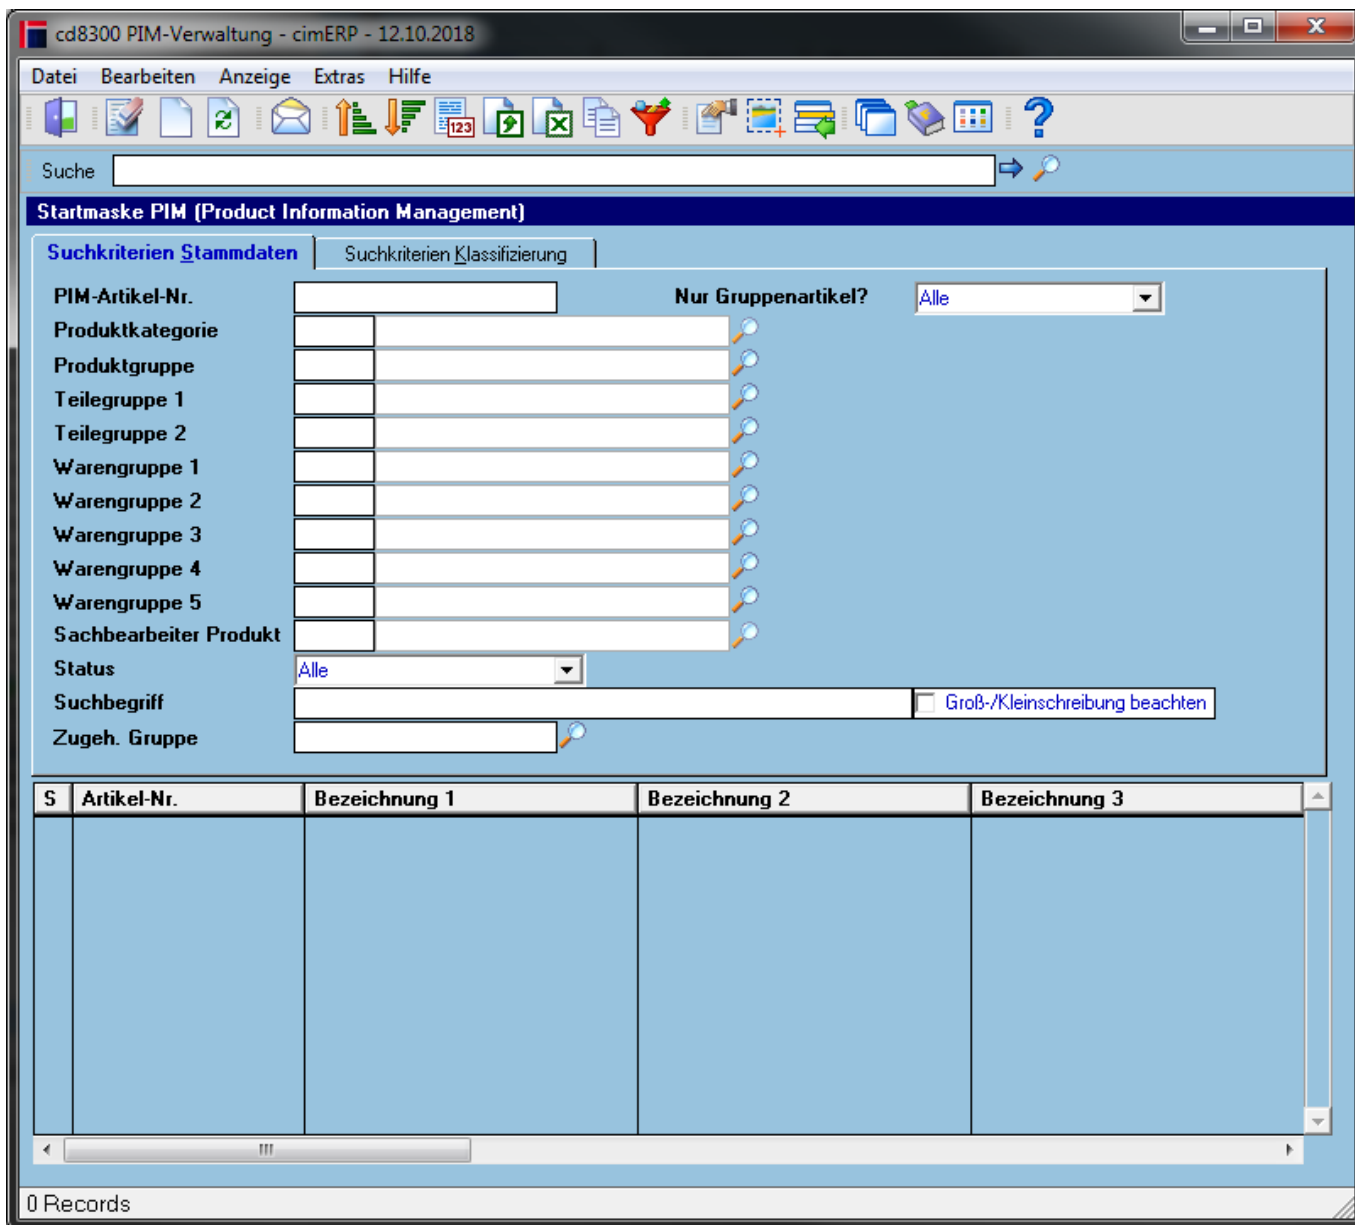 cd8300 PIM-Verwaltung - cimERP - 12.10.2018
Datei Bearbeiten Anzeige Extras Hilfe
123
Suche
Startmaske PIM (Product Information Management)
Suchkriterien Stammdaten Suchkriterien Klassifizierung
PIM-Artikel-Nr. Nur Gruppenartikel? Alle
Produktkategorie
Produktgruppe
Teilegruppe 1
Teilegruppe 2
Warengruppe 1
Warengruppe 2
Warengruppe 3
Warengruppe 4
Warengruppe 5
Sachbearbeiter Produkt
Status Alle
Suchbegriff Groß-/Kleinschreibung beachten
Zugeh. Gruppe
S Artikel-Nr. Bezeichnung 1 Bezeichnung 2 Bezeichnung 3
0 Records